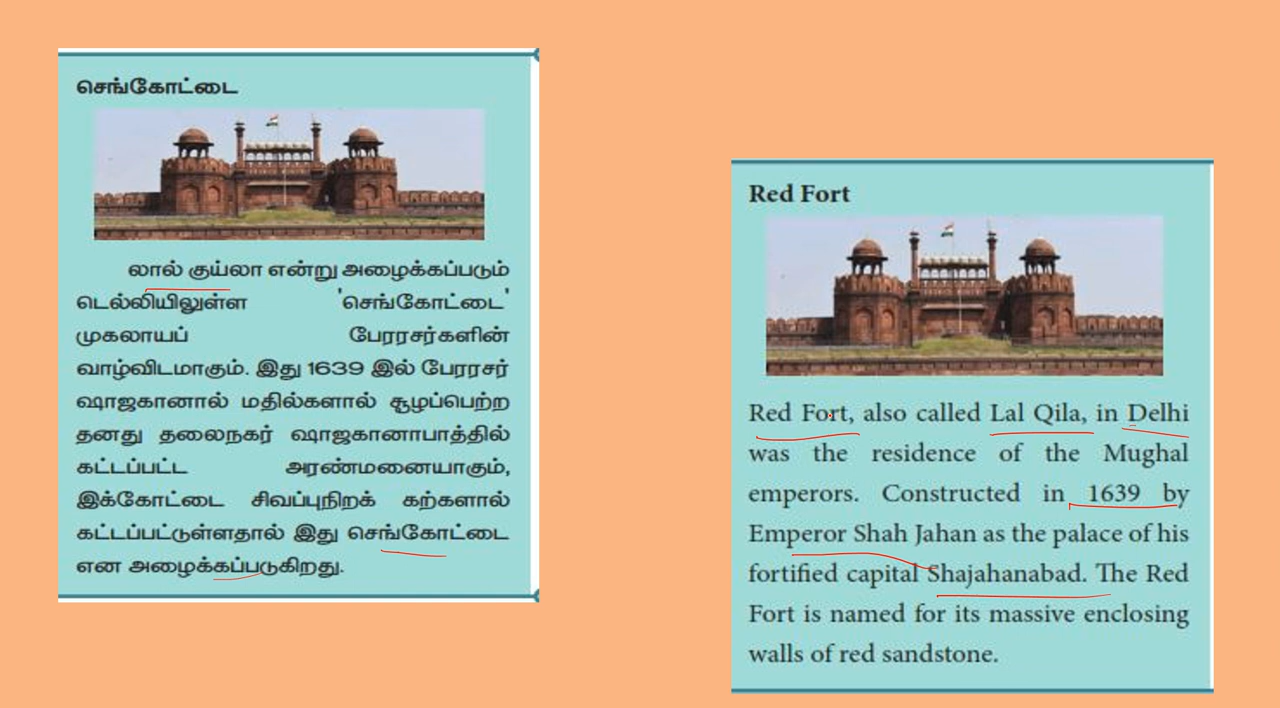 செங்கோட்டை
லால் குய்லா என்று அழைக்கப்படும்
டெல்லியிலுள்ள 'செங்கோட்டை'
முகலாயப் பேரரசர்களின்
வாழ்விடமாகும். இது 1639 இல் பேரரசர்
ஷாஜகானால் மதில்களால் சூழப்பெற்ற
தனது தலைநகர் ஷாஜகானாபாத்தில்
கட்டப்பட்ட அரண்மனையாகும்,
இக்கோட்டை சிவப்புநிறக் கற்களால்
கட்டப்பட்டுள்ளதால் இது செங்கோட்டை
என அழைக்கப்படுகிறது.
Red Fort
Red Fort, also called Lal Qila, in Delhi
was the residence of the Mughal
emperors. Constructed in 1639 by
Emperor Shah Jahan as the palace of his
fortified capital Shajahanabad. The Red
Fort is named for its massive enclosing
walls of red sandstone.